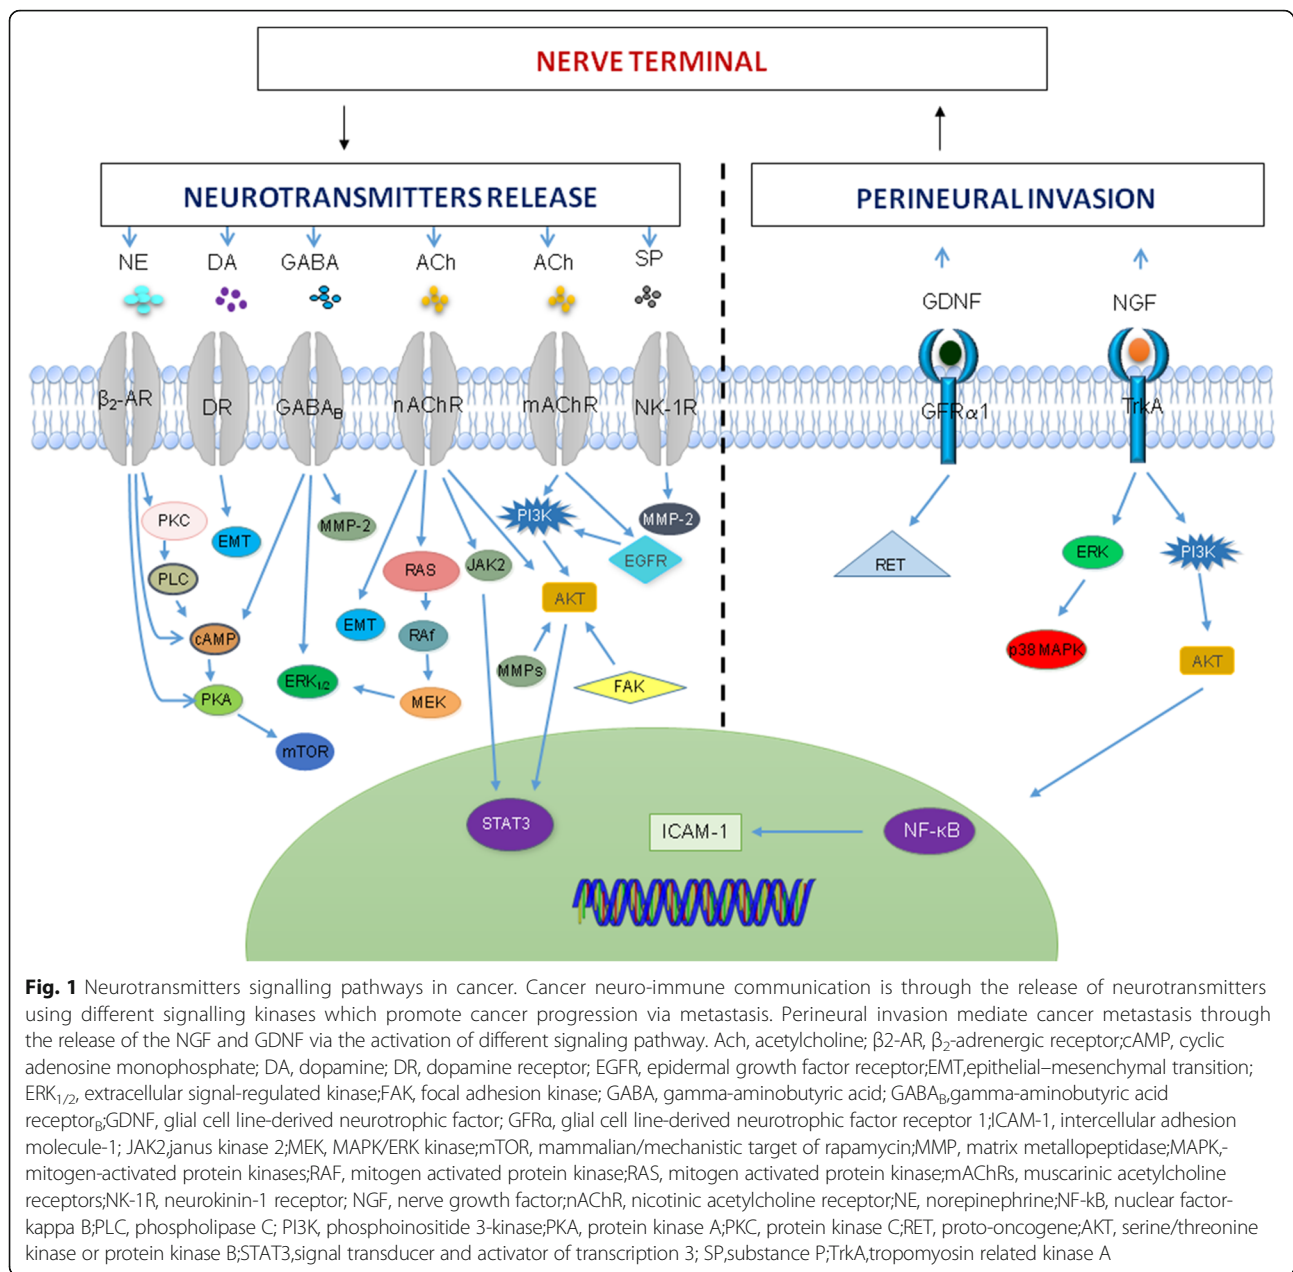 NERVE TERMINAL
NEUROTRANSMITTERS RELEASE
PERINEURAL INVASION
NE
DA
GABA
ACh
ACh
SP
GDNF
NGF
β2-AR
DR
GABAB
nAChR
mAChR
NK-1R
GFRα1
TrkA
PKC
EMT
MMP-2
PI3K
MMP-2
ERK
PI3K
PLC
RAS
JAK2
EGFR
RET
AKT
cAMP
EMT
RAf
p38 MAPK
AKT
ERK1/2
MMPs
FAK
PKA
MEK
mTOR
STAT3
ICAM-1
NF-κB
Fig. 1 Neurotransmitters signalling pathways in cancer. Cancer neuro-immune communication is through the release of neurotransmitters
using different signalling kinases which promote cancer progression via metastasis. Perineural invasion mediate cancer metastasis through
the release of the NGF and GDNF via the activation of different signaling pathway. Ach, acetylcholine; β2-AR, β2-adrenergic receptor;cAMP, cyclic
adenosine monophosphate; DA, dopamine; DR, dopamine receptor; EGFR, epidermal growth factor receptor;EMT,epithelial–mesenchymal transition;
ERK1/2, extracellular signal-regulated kinase;FAK, focal adhesion kinase; GABA, gamma-aminobutyric acid; GABAB,gamma-aminobutyric acid
receptorB;GDNF, glial cell line-derived neurotrophic factor; GFRα, glial cell line-derived neurotrophic factor receptor 1;ICAM-1, intercellular adhesion
molecule-1; JAK2,janus kinase 2;MEK, MAPK/ERK kinase;mTOR, mammalian/mechanistic target of rapamycin;MMP, matrix metallopeptidase;MAPK,-
mitogen-activated protein kinases;RAF, mitogen activated protein kinase;RAS, mitogen activated protein kinase;mAChRs, muscarinic acetylcholine
receptors;NK-1R, neurokinin-1 receptor; NGF, nerve growth factor;nAChR, nicotinic acetylcholine receptor;NE, norepinephrine;NF-kB, nuclear factor-
kappa B;PLC, phospholipase C; PI3K, phosphoinositide 3-kinase;PKA, protein kinase A;PKC, protein kinase C;RET, proto-oncogene;AKT, serine/threonine
kinase or protein kinase B;STAT3,signal transducer and activator of transcription 3; SP,substance P;TrkA,tropomyosin related kinase A